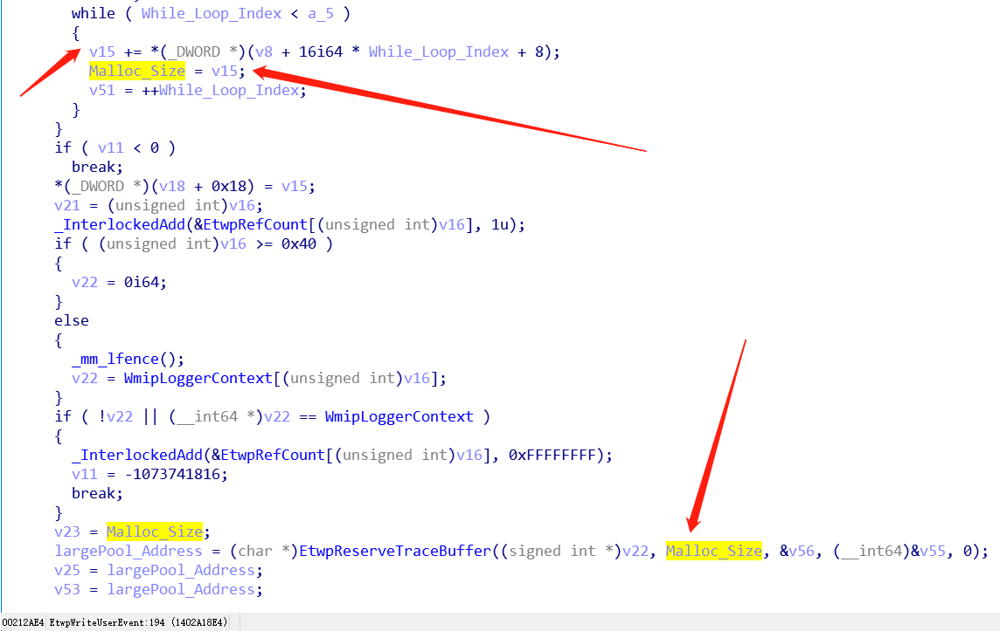 while ( While_Loop_Index < a_5 )
{
v15 += *(_DWORD *)(v8 + 16i64 * While_Loop_Index + 8);
Malloc_Size = v15;
v51 = ++While_Loop_Index;
}
}
if ( v11 < 0 )
break;
*(_DWORD *)(v18 + 0x18) = v15;
v21 = (unsigned int)v16;
_InterlockedAdd(&EtwpRefCount[(unsigned int)v16], 1u);
if ( (unsigned int)v16 >= 0x40 )
{
v22 = 0i64;
}
else
{
_mm_lfence();
v22 = WmipLoggerContext[(unsigned int)v16];
}
if ( !v22 || (__int64 *)v22 == WmipLoggerContext )
{
_InterlockedAdd(&EtwpRefCount[(unsigned int)v16], 0xFFFFFFFF);
v11 = -1073741816;
break;
}
v23 = Malloc_Size;
largePool_Address = (char *)EtwpReserveTraceBuffer((signed int *)v22, Malloc_Size, &v56, (__int64)&v55, 0);
v25 = largePool_Address;
v53 = largePool_Address;
00212AE4 EtwpWriteUserEvent:194 (1402A18E4)